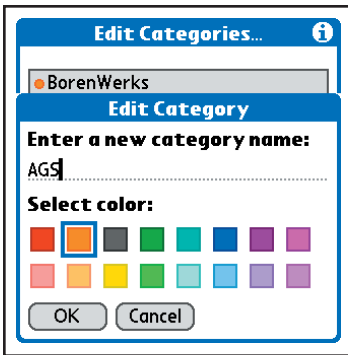 Edit Categories...
BorenWerks
Edit Category
Enter a new category name:
AGS
Select color:
OK Cancel